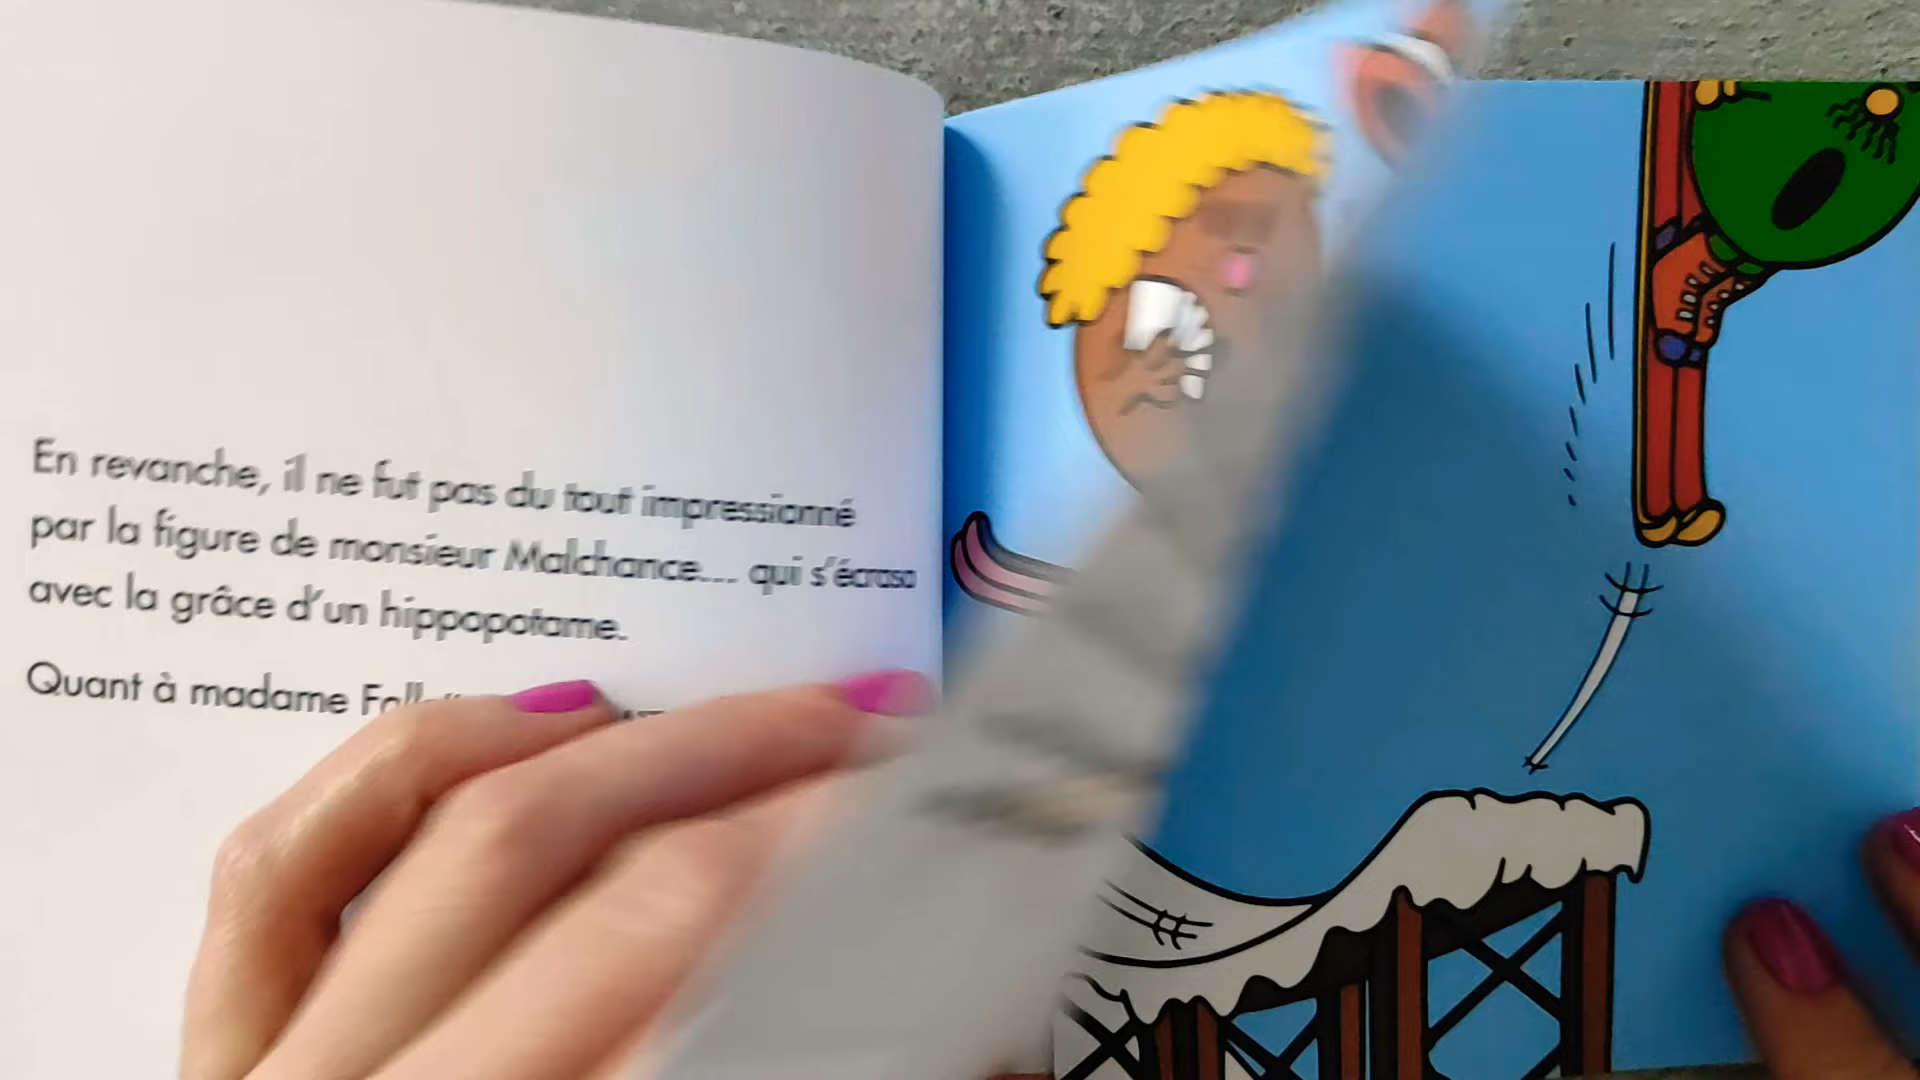 En revanche, il ne fut pas du tout impressionné
par la figure de monsieur Malchance... qui s'écrasa
avec la grâce d'un hippopotame.
Quant à madame